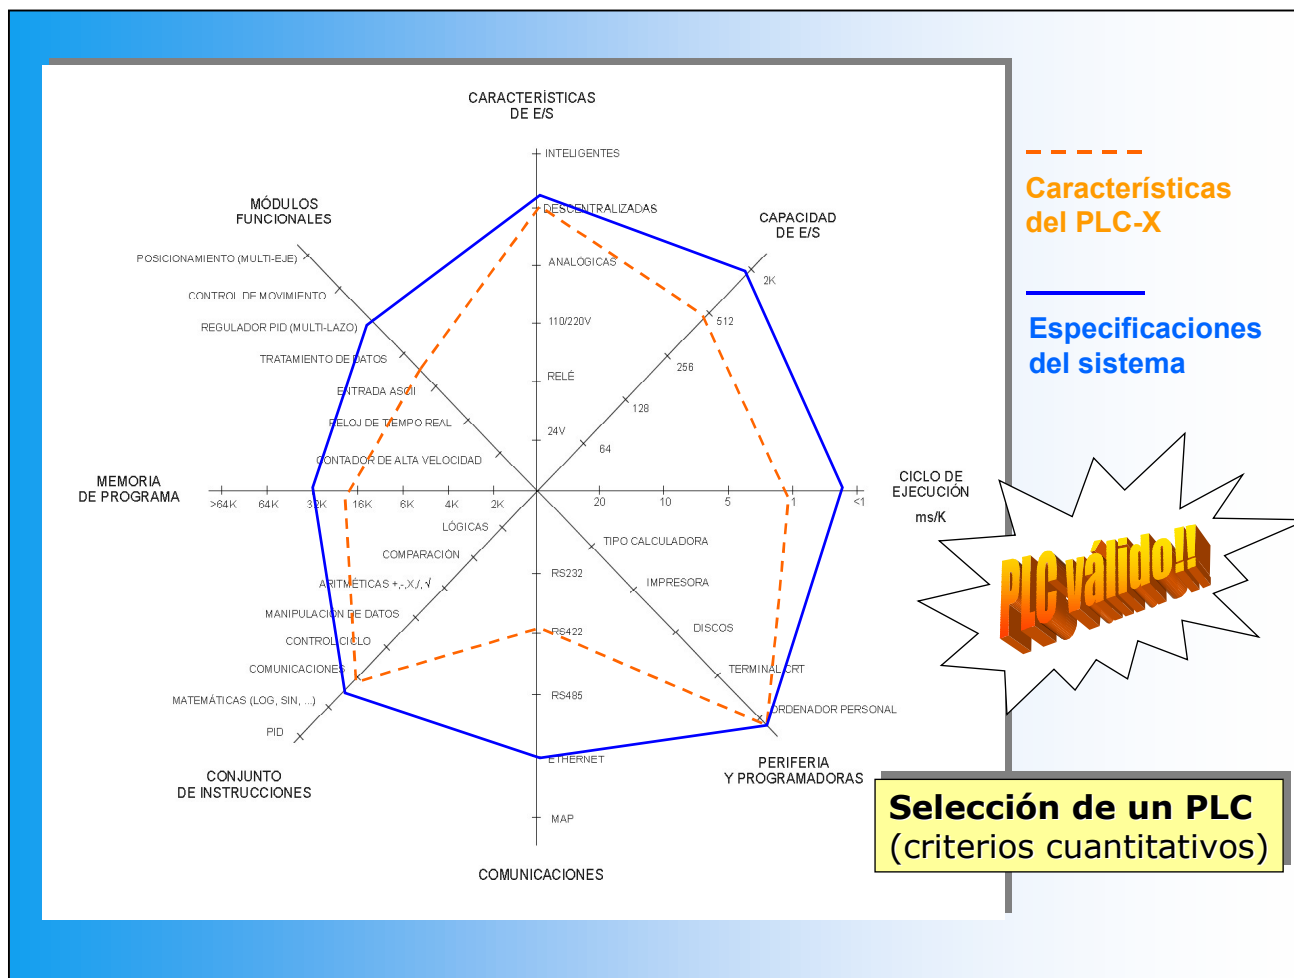 CARACTERÍSTICAS
DE E/S
INTELIGENTES
DESCENTRALIZADAS
ANALÓGICAS
110/220V
RELÉ
24V
MÓDULOS
FUNCIONALES
POSICIONAMIENTO (MULTI-EJE)
CONTROL DE MOVIMIENTO
REGULADOR PID (MULTI-LAZO)
TRATAMIENTO DE DATOS
ENTRADA ASCII
RELOJ DE TIEMPO REAL
CONTADOR DE ALTA VELOCIDAD
CAPACIDAD
DE E/S
2K
512
256
128
64
MEMORIA
DE PROGRAMA
>64K 64K 32K 16K 6K 4K 2K
20 10 5 1 <1
CICLO DE
EJECUCIÓN
ms/K
LÓGICAS
COMPARACIÓN
ARITMÉTICAS +,-,X,/,√
MANIPULACIÓN DE DATOS
CONTROL CICLO
COMUNICACIONES
MATEMÁTICAS (LOG, SIN, ...)
PID
CONJUNTO
DE INSTRUCCIONES
RS232
RS422
RS485
ETHERNET
MAP
COMUNICACIONES
TIPO CALCULADORA
IMPRESORA
DISCOS
TERMINAL CRT
ORDENADOR PERSONAL
PERIFERIA
Y PROGRAMADORAS
Características
del PLC-X
Especificaciones
del sistema
PLC válido!!
Selección de un PLC
(criterios cuantitativos)